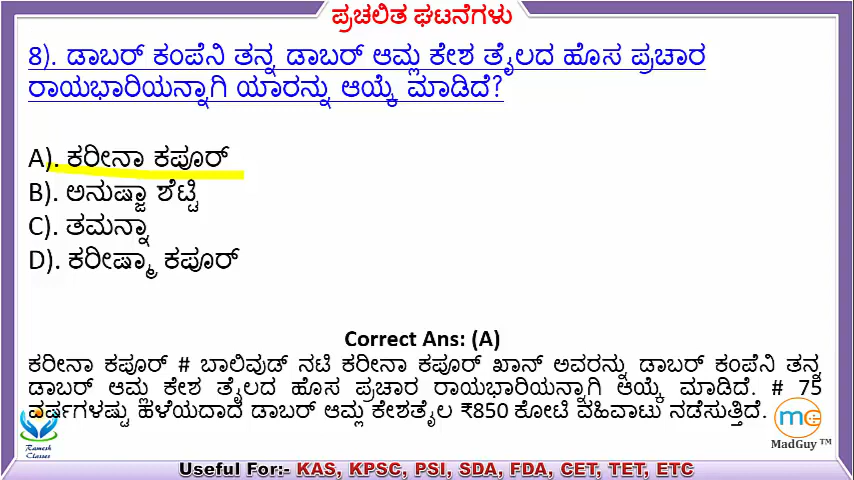 ಪ್ರಚಲಿತ ಘಟನೆಗಳು
8). ಡಾಬರ್ ಕಂಪೆನಿ ತನ್ನ ಡಾಬರ್ ಆಮ್ಲ ಕೇಶ ತೈಲದ ಹೊಸ ಪ್ರಚಾರ
ರಾಯಭಾರಿಯನ್ನಾಗಿ ಯಾರನ್ನು ಆಯ್ಕೆ ಮಾಡಿದೆ?
A). ಕರೀನಾ ಕಪೂರ್
B). ಅನುಷ್ಕಾ ಶೆಟ್ಟಿ
C). ತಮನ್ನಾ
D). ಕರೀಷ್ಮಾ ಕಪೂರ್
Correct Ans: (A)
ಕರೀನಾ ಕಪೂರ್ # ಬಾಲಿವುಡ್ ನಟಿ ಕರೀನಾ ಕಪೂರ್ ಖಾನ್ ಅವರನ್ನು ಡಾಬರ್ ಕಂಪೆನಿ ತನ್ನ
ಡಾಬರ್ ಆಮ್ಲ ಕೇಶ ತೈಲದ ಹೊಸ ಪ್ರಚಾರ ರಾಯಭಾರಿಯನ್ನಾಗಿ ಆಯ್ಕೆ ಮಾಡಿದೆ. # 75
ವರ್ಷಗಳಷ್ಟು ಹಳೆಯದಾದ ಡಾಬರ್ ಆಮ್ಲ ಕೇಶತೈಲ ₹850 ಕೋಟಿ ವಹಿವಾಟು ನಡೆಸುತ್ತಿದೆ.
Ramesh
Classes
mG
MadGuy ™
Useful For:- KAS, KPSC, PSI, SDA, FDA, CET, TET, ETC